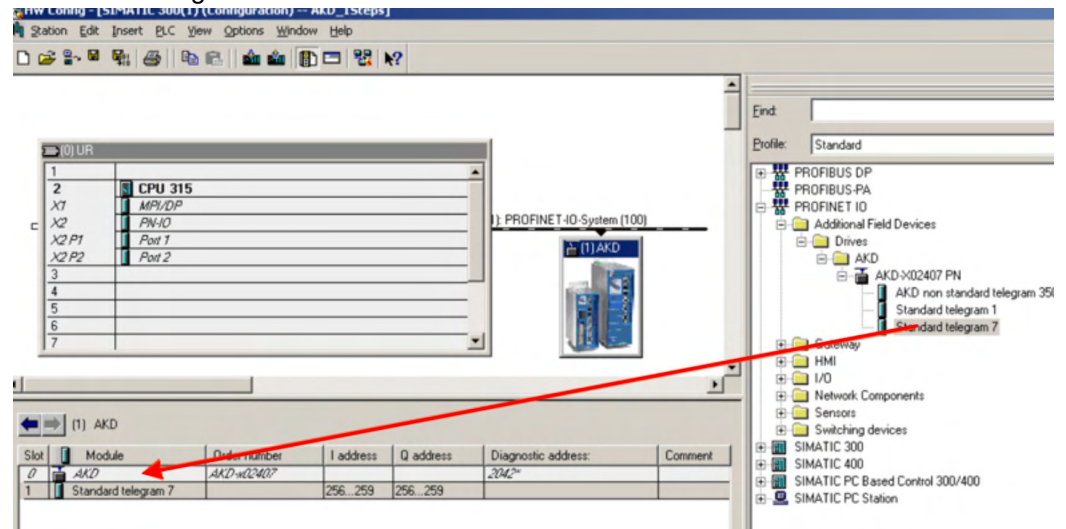 HW Config - [SIMATIC 300(1) (Configuration) -- AKD_1Steps]
Station Edit Insert PLC View Options Window Help
Find:
Profile: Standard
(0) UR
1
2 CPU 315
X1 MPI/DP
X2 PN-IO
X2 P1 Port 1
X2 P2 Port 2
3
4
5
6
7
1): PROFINET-IO-System (100)
(1) AKD
PROFIBUS DP
PROFIBUS-PA
PROFINET IO
Additional Field Devices
Drives
AKD
AKD-X02407 PN
AKD non standard telegram 350
Standard telegram 1
Standard telegram 7
Gateway
HMI
I/O
Network Components
Sensors
Switching devices
SIMATIC 300
SIMATIC 400
SIMATIC PC Based Control 300/400
SIMATIC PC Station
(1) AKD
Slot Module Order number I address Q address Diagnostic address: Comment
0 AKD AKD-x02407 2042*
1 Standard telegram 7 256...259 256...259